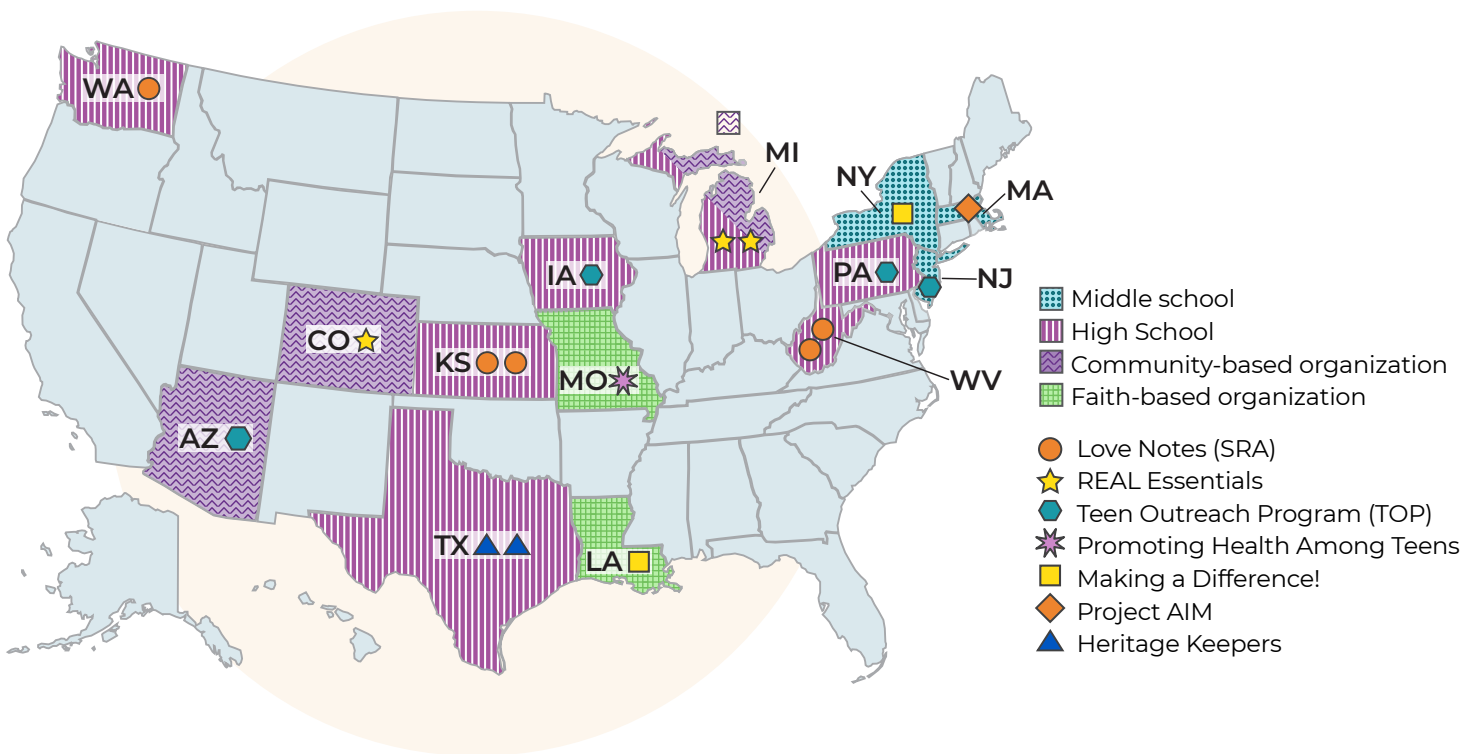 WA
MI
NY
MA
IA
PA
NJ
CO
KS
MO
WV
AZ
TX
LA
Middle school
High School
Community-based organization
Faith-based organization
Love Notes (SRA)
REAL Essentials
Teen Outreach Program (TOP)
Promoting Health Among Teens
Making a Difference!
Project AIM
Heritage Keepers